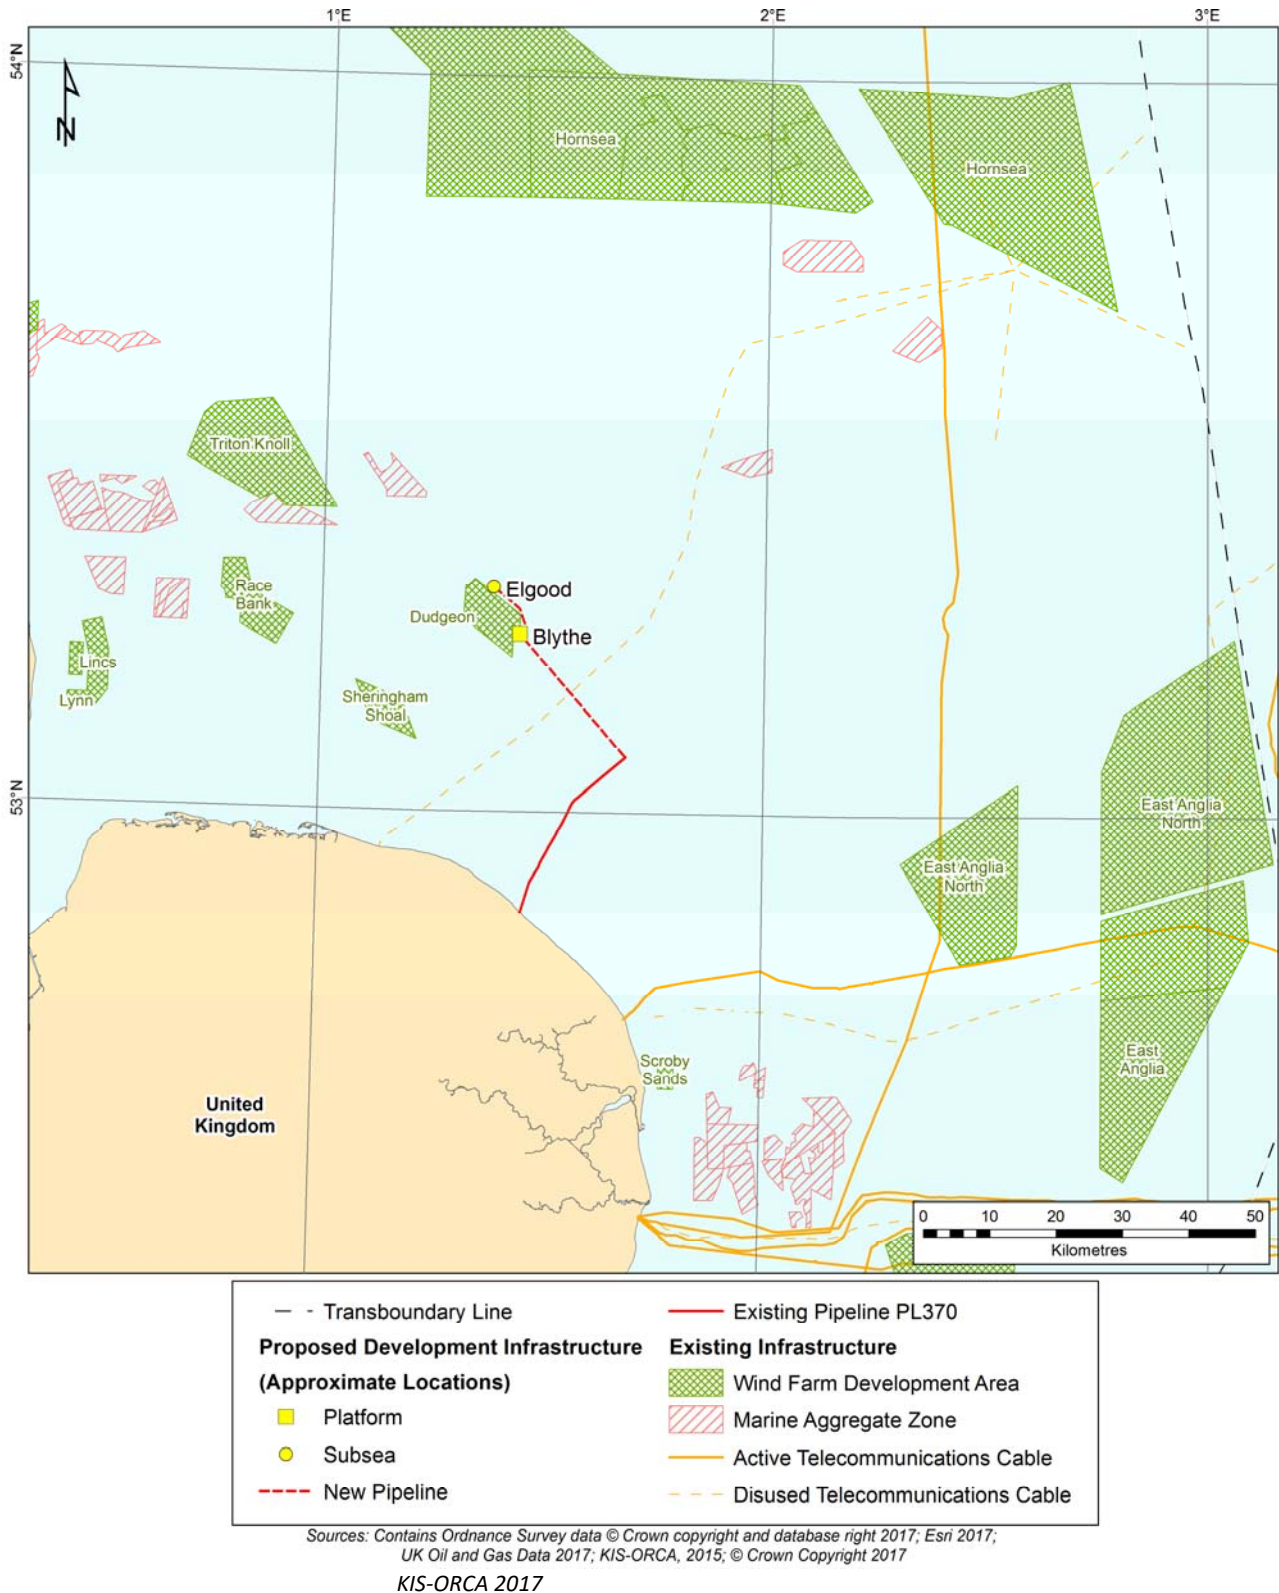 1°E
2°E
3°E
54°N
N
Hornsea
Hornsea
Triton Knoll
Race
Bank
Elgood
Dudgeon
Blythe
Lincs
Lynn
Sheringham
Shoal
53°N
East Anglia
North
East Anglia
North
Scroby
Sands
East
Anglia
United
Kingdom
0 10 20 30 40 50
Kilometres
Transboundary Line
Proposed Development Infrastructure
(Approximate Locations)
Platform
Subsea
New Pipeline
Existing Pipeline PL370
Existing Infrastructure
Wind Farm Development Area
Marine Aggregate Zone
Active Telecommunications Cable
Disused Telecommunications Cable
Sources: Contains Ordnance Survey data © Crown copyright and database right 2017; Esri 2017;
UK Oil and Gas Data 2017; KIS-ORCA, 2015; © Crown Copyright 2017
KIS-ORCA 2017